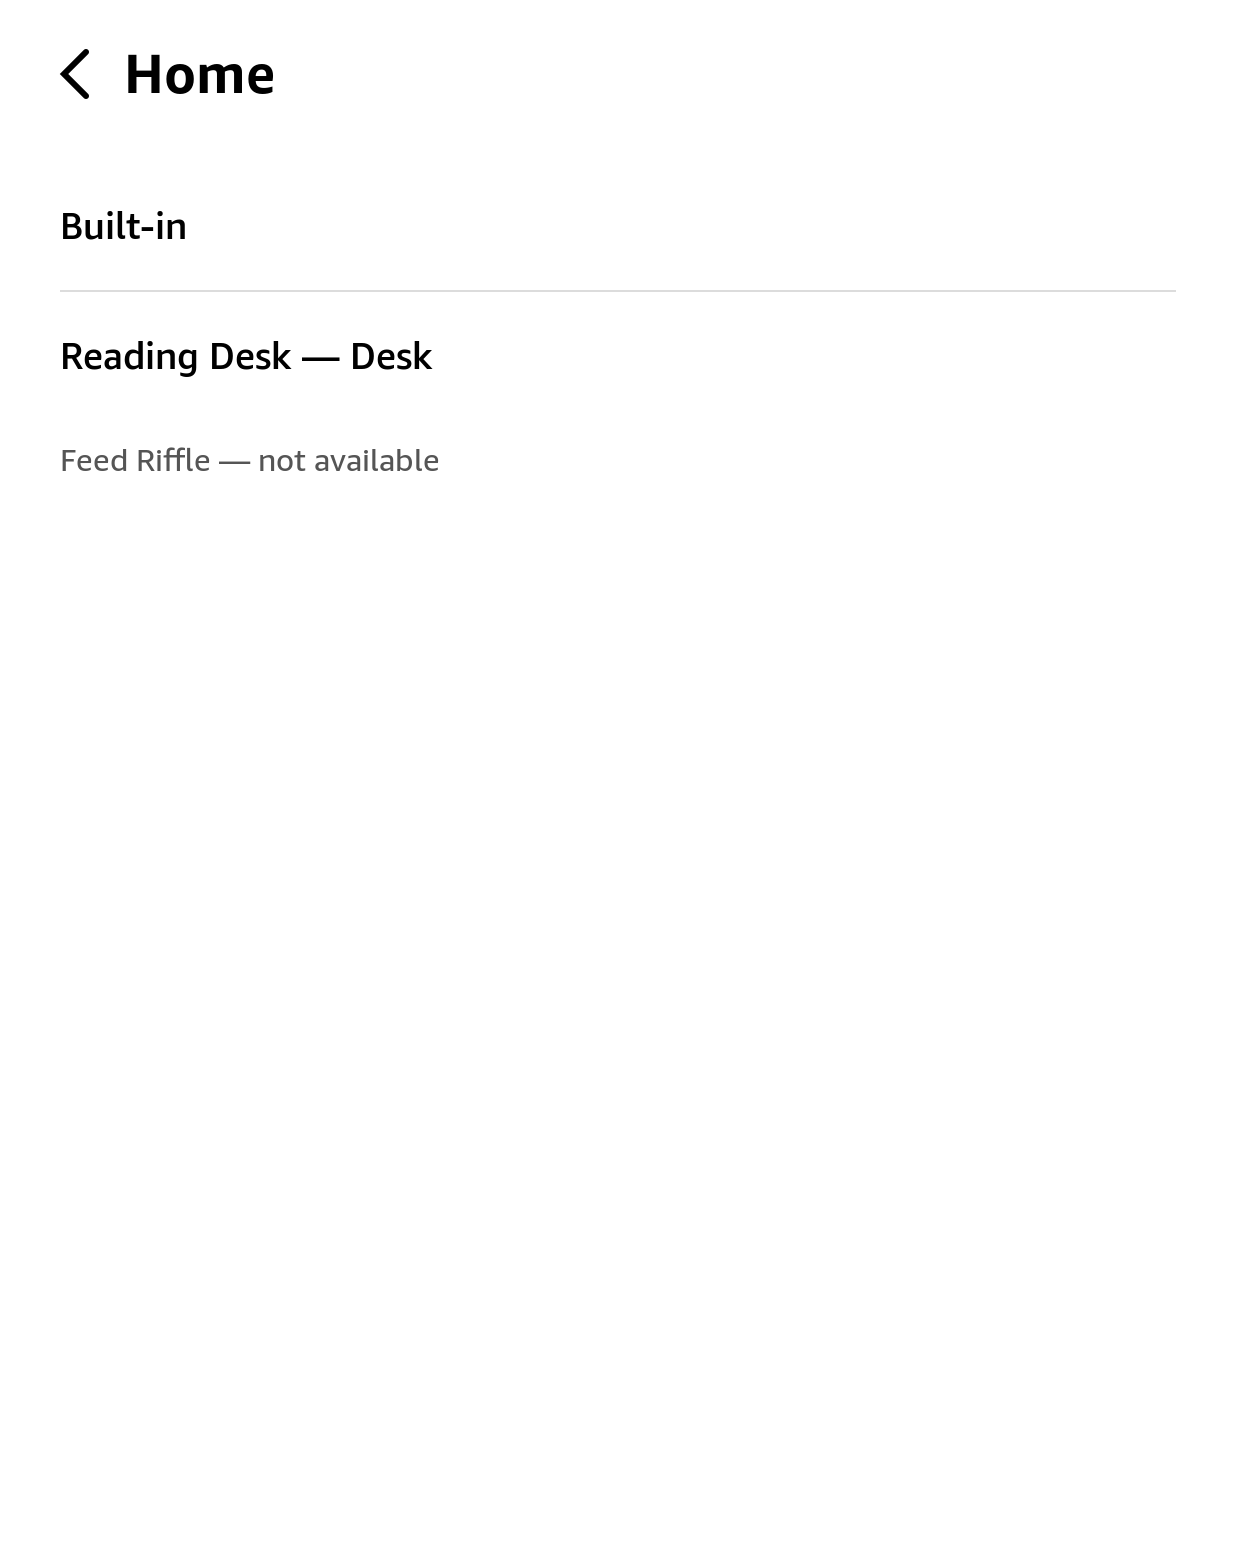 Home
Built-in
Reading Desk — Desk
Feed Riffle — not available